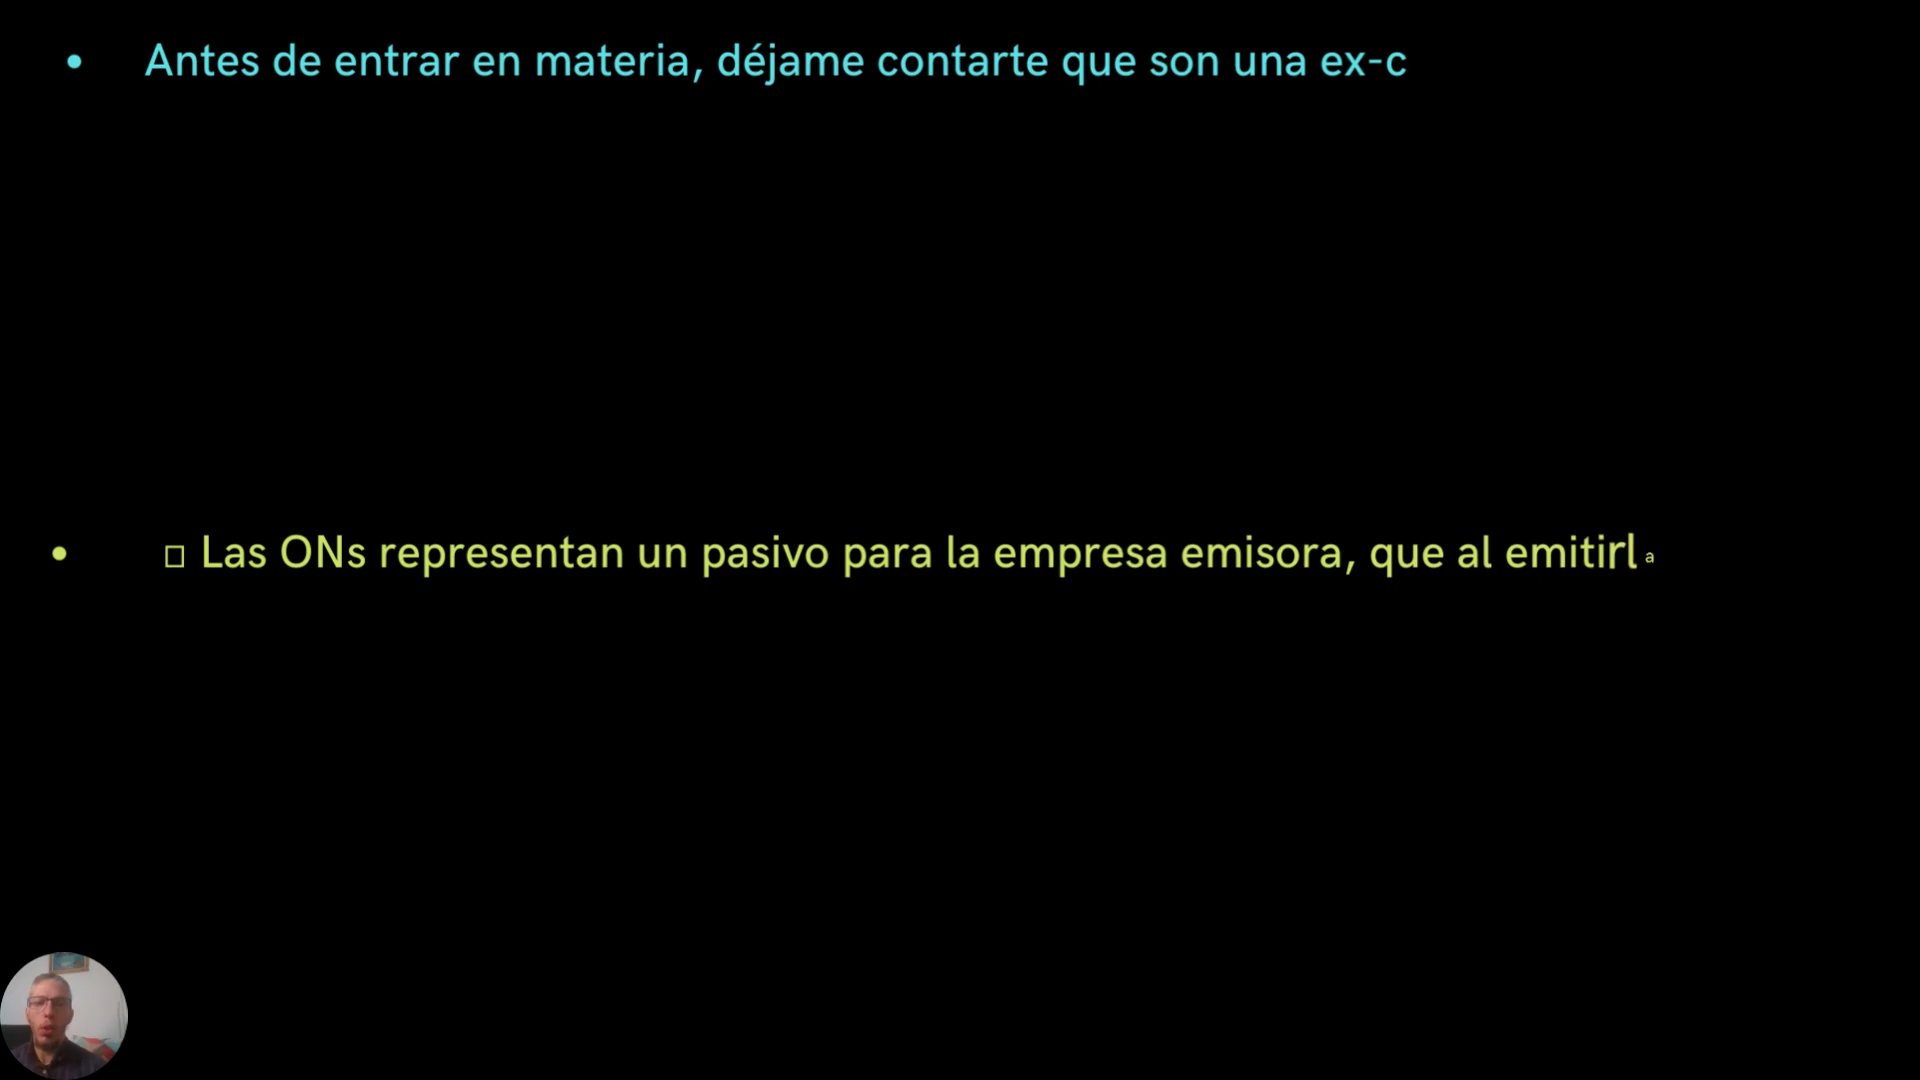 • Antes de entrar en materia, déjame contarte que son una ex-c
• □ Las ONs representan un pasivo para la empresa emisora, que al emitirla